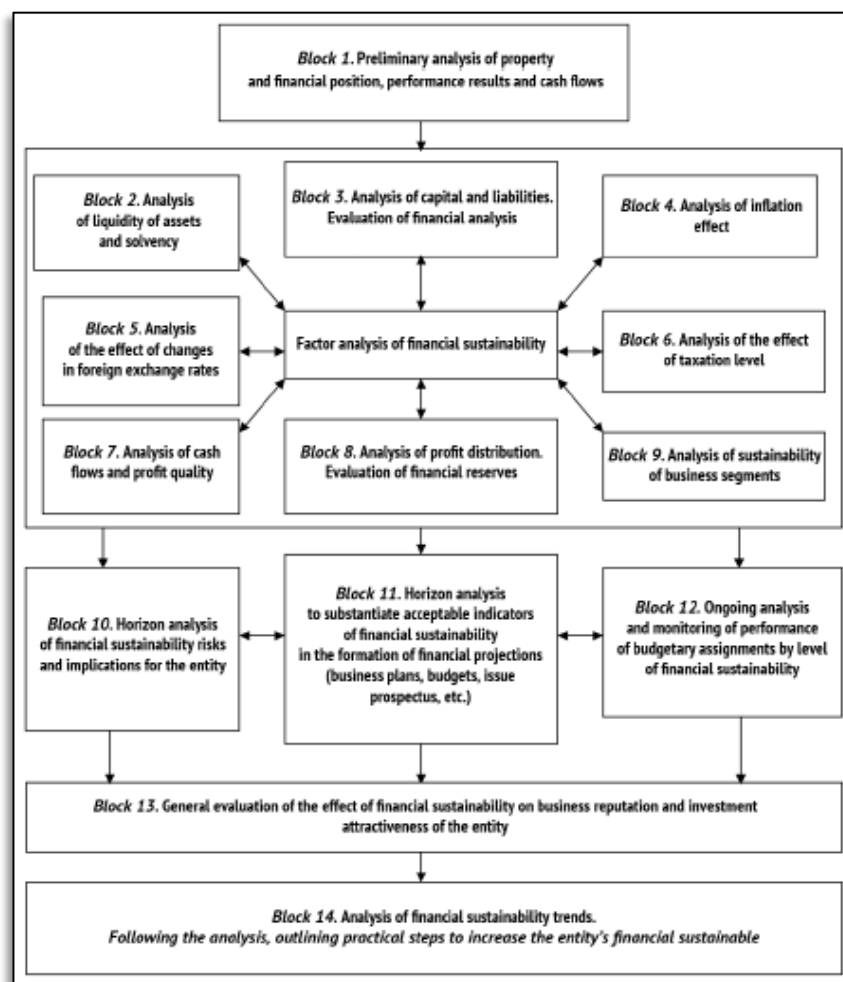 Block 1. Preliminary analysis of property
and financial position, performance results and cash flows
Block 2. Analysis
of liquidity of assets
and solvency
Block 3. Analysis of capital and liabilities.
Evaluation of financial analysis
Block 4. Analysis of inflation
effect
Block 5. Analysis
of the effect of changes
in foreign exchange rates
Factor analysis of financial sustainability
Block 6. Analysis of the effect
of taxation level
Block 7. Analysis of cash
flows and profit quality
Block 8. Analysis of profit distribution.
Evaluation of financial reserves
Block 9. Analysis of sustainability
of business segments
Block 10. Horizon analysis
of financial sustainability risks
and implications for the entity
Block 11. Horizon analysis
to substantiate acceptable indicators
of financial sustainability
in the formation of financial projections
(business plans, budgets, issue
prospectus, etc.)
Block 12. Ongoing analysis
and monitoring of performance
of budgetary assignments by level
of financial sustainability
Block 13. General evaluation of the effect of financial sustainability on business reputation and investment
attractiveness of the entity
Block 14. Analysis of financial sustainability trends.
Following the analysis, outlining practical steps to increase the entity's financial sustainable